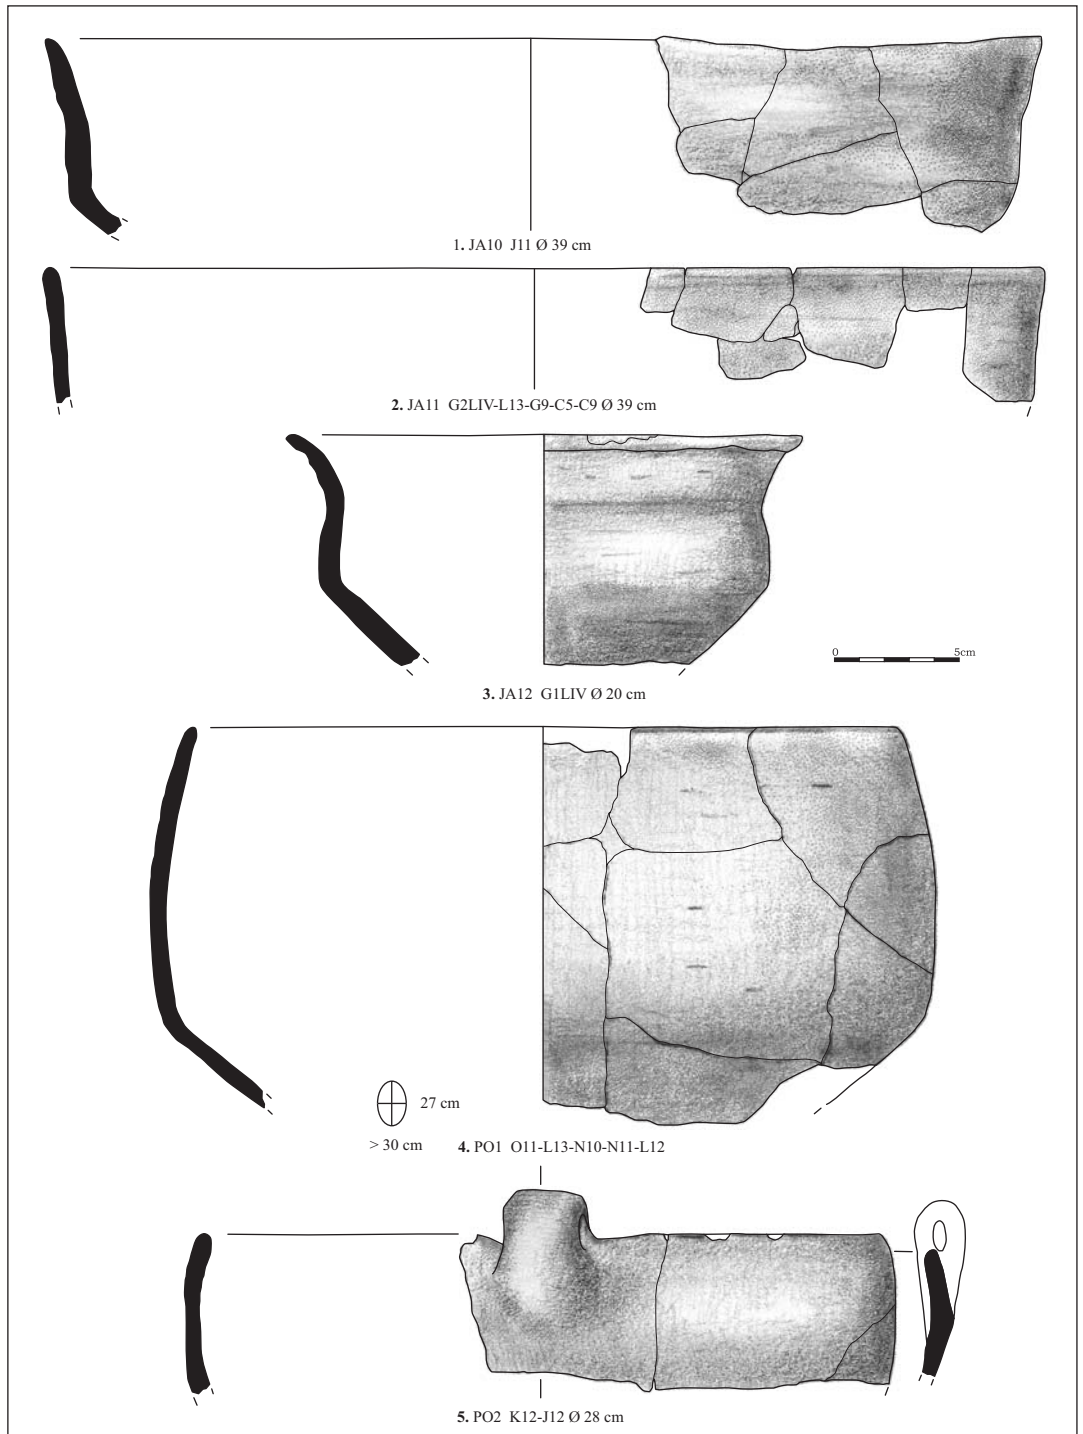 1. JA10 J11 Ø 39 cm
2. JA11 G2LIV-L13-G9-C5-C9 Ø 39 cm
0 5cm
3. JA12 G1LIV Ø 20 cm
27 cm
> 30 cm 4. PO1 O11-L13-N10-N11-L12
5. PO2 K12-J12 Ø 28 cm